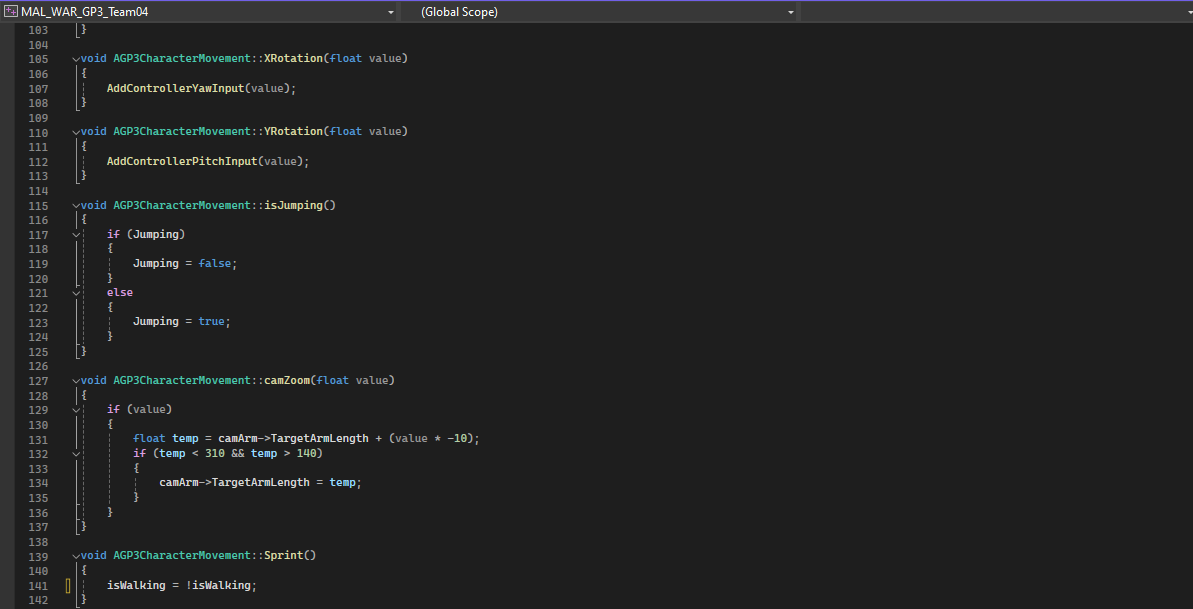 MAL_WAR_GP3_Team04 (Global Scope)
103 }
104
105 void AGP3CharacterMovement::XRotation(float value)
106 {
107 AddControllerYawInput(value);
108 }
109
110 void AGP3CharacterMovement::YRotation(float value)
111 {
112 AddControllerPitchInput(value);
113 }
114
115 void AGP3CharacterMovement::isJumping()
116 {
117 if (Jumping)
118 {
119 Jumping = false;
120 }
121 else
122 {
123 Jumping = true;
124 }
125 }
126
127 void AGP3CharacterMovement::camZoom(float value)
128 {
129 if (value)
130 {
131 float temp = camArm->TargetArmLength + (value * -10);
132 if (temp < 310 && temp > 140)
133 {
134 camArm->TargetArmLength = temp;
135 }
136 }
137 }
138
139 void AGP3CharacterMovement::Sprint()
140 {
141 isWalking = !isWalking;
142 }